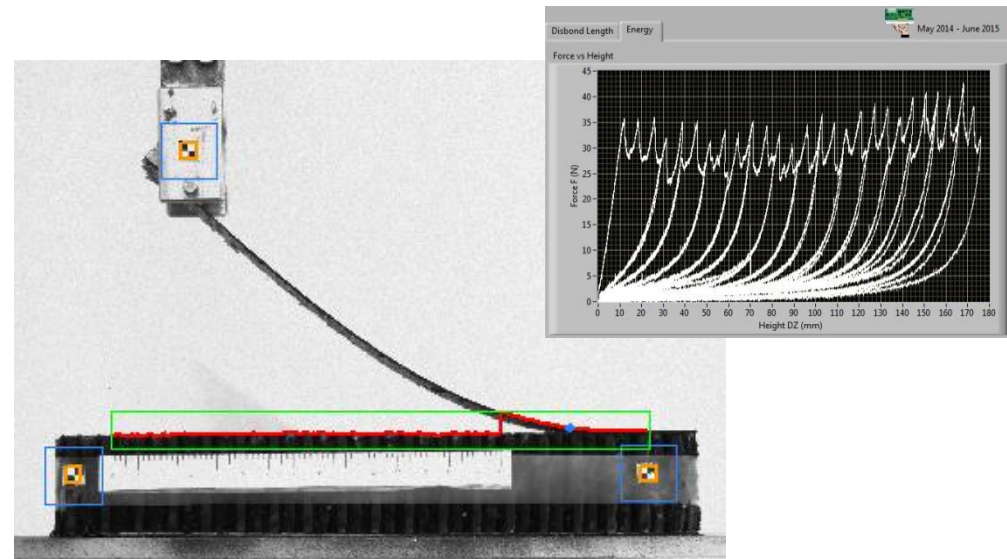 Disbond Length Energy
May 2014 - June 2015
Force vs Height
45
40
35
30
25
20
15
10
5
0
Force F (N)
0 10 20 30 40 50 60 70 80 90 100 110 120 130 140 150 160 170 180
Height DZ (mm)